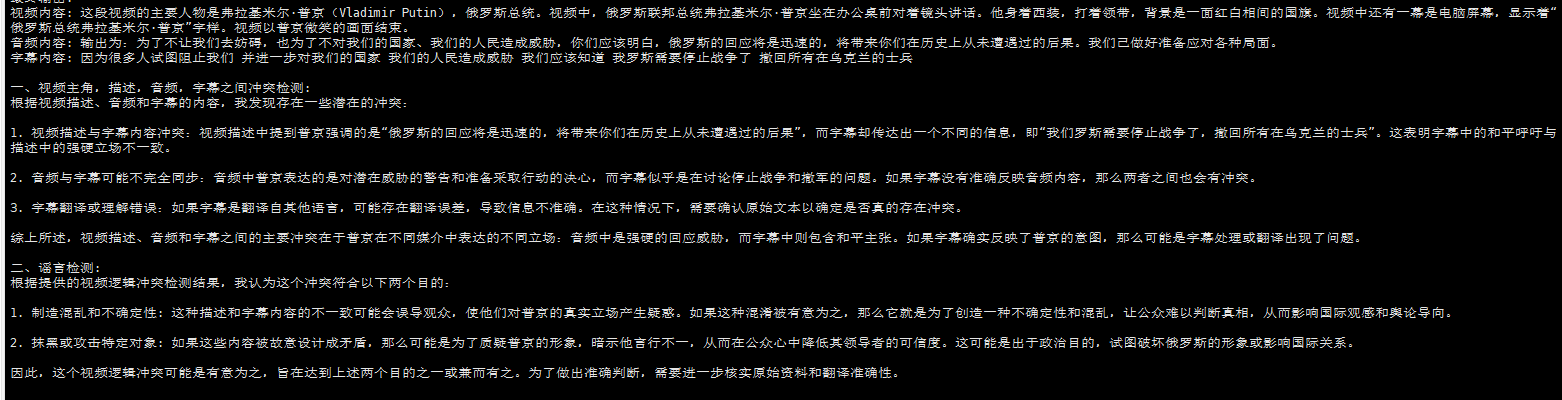 视频内容: 这段视频的主要人物是弗拉基米尔·普京（Vladimir Putin），俄罗斯总统。视频中，俄罗斯联邦总统弗拉基米尔·普京坐在办公桌前对着镜头讲话。他身着西装，打着领带，背景是一面红白相间的国旗。视频中还有一幕是电脑屏幕，显示着“
俄罗斯总统弗拉基米尔·普京”字样。视频以普京微笑的画面结束。
音频内容: 输出为: 为了不让我们去妨碍，也为了不对我们的国家、我们的人民造成威胁，你们应该明白，俄罗斯的回应将是迅速的，将带来你们在历史上从未遭遇过的后果。我们已做好准备应对各种局面。
字幕内容: 因为很多人试图阻止我们 并进一步对我们的国家 我们的人民造成威胁 我们应该知道 我罗斯需要停止战争了 撤回所有在乌克兰的士兵
一、视频主角，描述，音频，字幕之间冲突检测:
根据视频描述、音频和字幕的内容，我发现存在一些潜在的冲突:
1. 视频描述与字幕内容冲突: 视频描述中提到普京强调的是“俄罗斯的回应将是迅速的，将带来你们在历史上从未遭遇过的后果”，而字幕却传达出一个不同的信息，即“我们罗斯需要停止战争了，撤回所有在乌克兰的士兵”。这表明字幕中的和平呼吁与
描述中的强硬立场不一致。
2. 音频与字幕可能不完全同步: 音频中普京表达的是对潜在威胁的警告和准备采取行动的决心，而字幕似乎是在讨论停止战争和撤军的问题。如果字幕没有准确反映音频内容，那么两者之间也会有冲突。
3. 字幕翻译或理解错误: 如果字幕是翻译自其他语言，可能存在翻译误差，导致信息不准确。在这种情况下，需要确认原始文本以确定是否真的存在冲突。
综上所述，视频描述、音频和字幕之间的主要冲突在于普京在不同媒介中表达的不同立场: 音频中是强硬的回应威胁，而字幕中则包含和平主张。如果字幕确实反映了普京的意图，那么可能是字幕处理或翻译出现了问题。
二、谣言检测:
根据提供的视频逻辑冲突检测结果，我认为这个冲突符合以下两个目的:
1. 制造混乱和不确定性: 这种描述和字幕内容的不一致可能会误导观众，使他们对普京的真实立场产生疑惑。如果这种混淆被有意为之，那么它就是为了创造一种不确定性和混乱，让公众难以判断真相，从而影响国际观感和舆论导向。
2. 抹黑或攻击特定对象: 如果这些内容被故意设计成矛盾，那么可能是为了质疑普京的形象，暗示他言行不一，从而在公众心中降低其领导者的可信度。这可能是出于政治目的，试图破坏俄罗斯的形象或影响国际关系。
因此，这个视频逻辑冲突可能是有意为之，旨在达到上述两个目的之一或兼而有之。为了做出准确判断，需要进一步核实原始资料和翻译准确性。